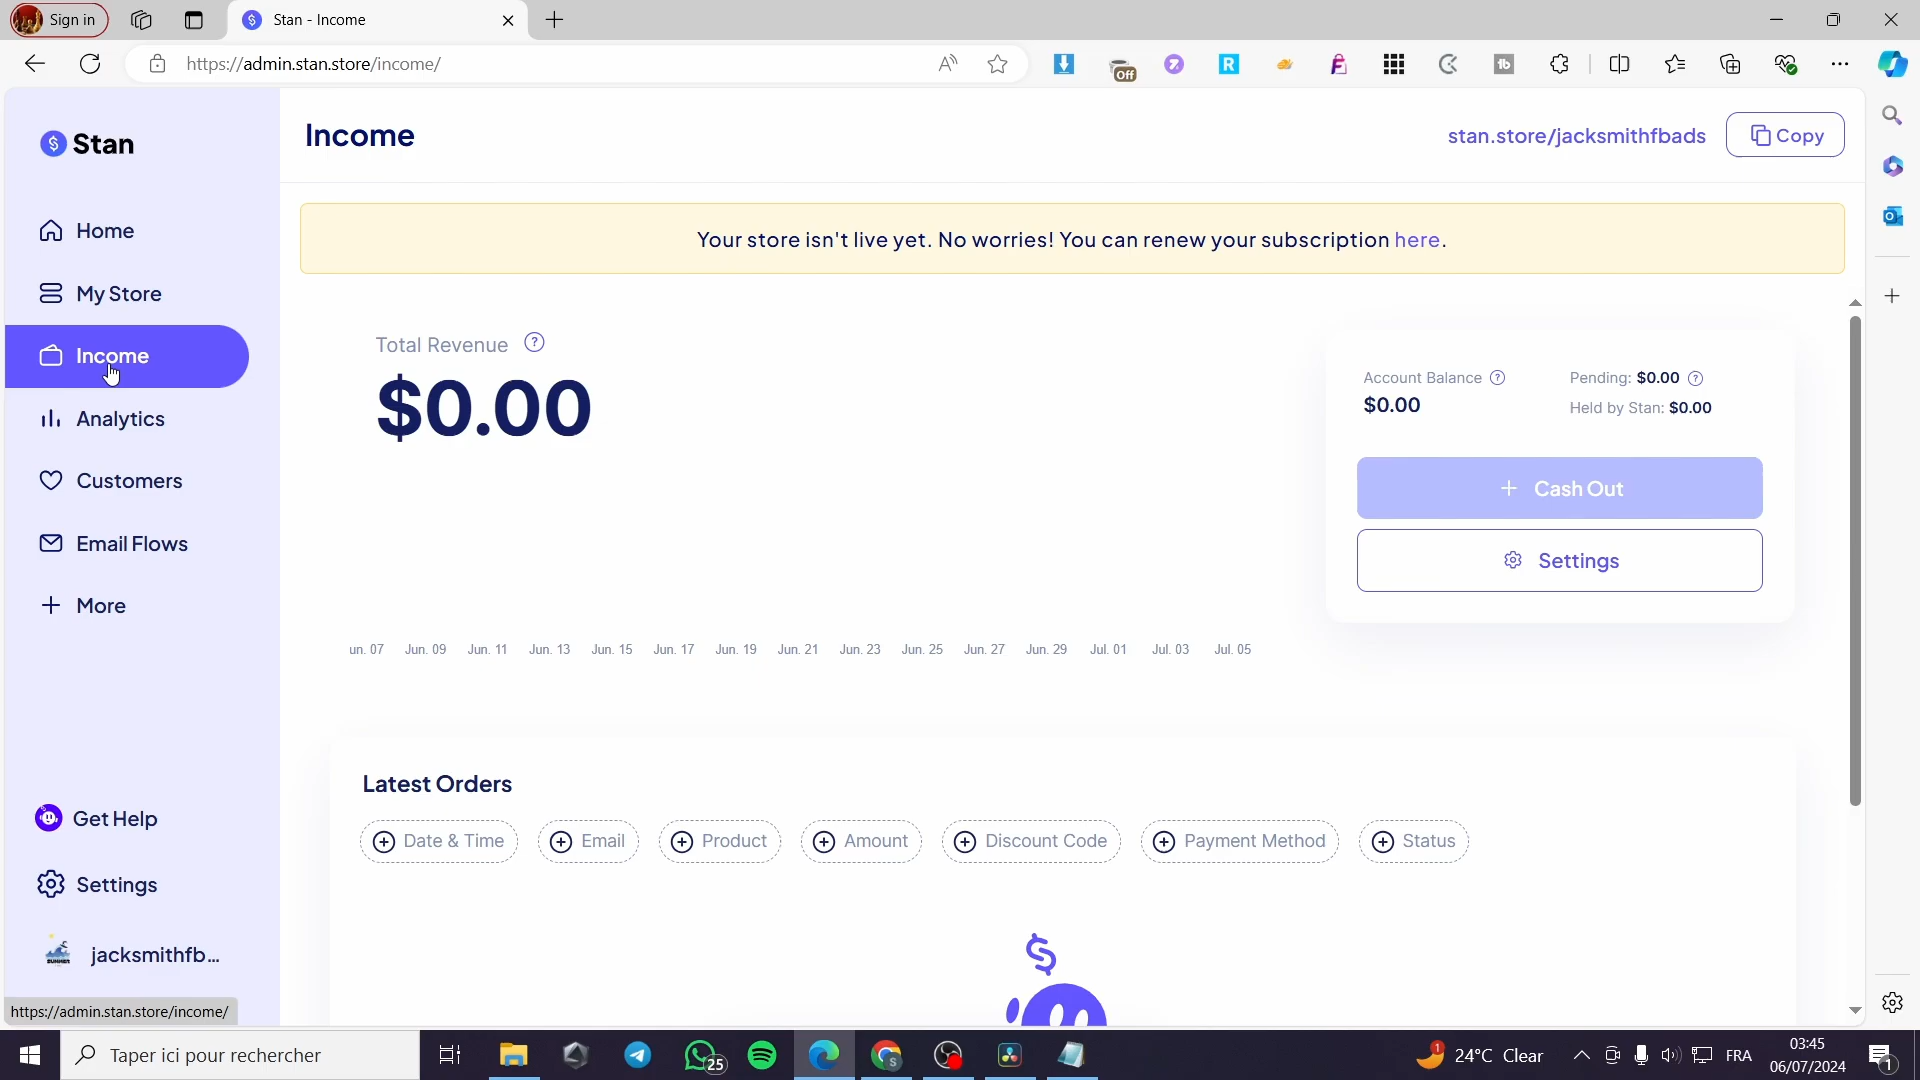 Sign in
Stan - Income
https://admin.stan.store/income/
Off
R
1b
Stan
Income
stan.store/jacksmithfbads
Copy
Home
My Store
Income
Analytics
Customers
Email Flows
More
Your store isn't live yet. No worries! You can renew your subscription here.
Total Revenue ?
$0.00
Account Balance ?
$0.00
Pending: $0.00 ?
Held by Stan: $0.00
Cash Out
Settings
un. 07 Jun. 09 Jun. 11 Jun. 13 Jun. 15 Jun. 17 Jun. 19 Jun. 21 Jun. 23 Jun. 25 Jun. 27 Jun. 29 Jul. 01 Jul. 03 Jul. 05
Latest Orders
Date & Time Email Product Amount Discount Code Payment Method Status
Get Help
Settings
jacksmithfb...
https://admin.stan.store/income/
Taper ici pour rechercher
25
1
24°C Clear
FRA
03:45
06/07/2024
1